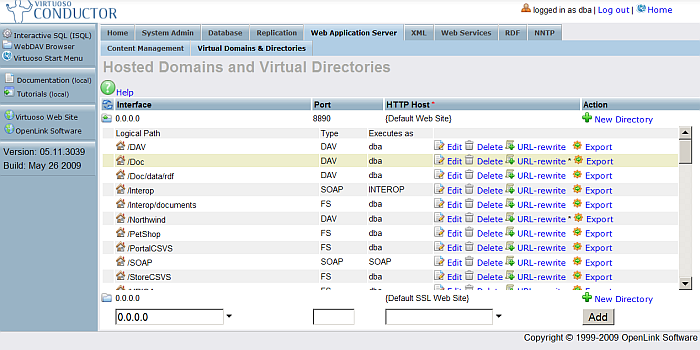 VIRTUOSO
CONDUCTOR
logged in as dba | Log out | Home
Interactive SQL (ISQL)
WebDAV Browser
Virtuoso Start Menu
Documentation (local)
Tutorials (local)
Virtuoso Web Site
OpenLink Software
Version: 05.11.3039
Build: May 26 2009
Home System Admin Database Replication Web Application Server XML Web Services RDF NNTP
Content Management Virtual Domains & Directories
Hosted Domains and Virtual Directories
? Help
Interface Port HTTP Host * Action
0.0.0.0 8890 {Default Web Site} New Directory
Logical Path Type Executes as
/DAV DAV dba Edit Delete URL-rewrite Export
/Doc DAV dba Edit Delete URL-rewrite * Export
/Doc/data/rdf DAV dba Edit Delete URL-rewrite Export
/Interop SOAP INTEROP Edit Delete URL-rewrite Export
/Interop/documents FS dba Edit Delete URL-rewrite Export
/Northwind DAV dba Edit Delete URL-rewrite * Export
/PetShop FS dba Edit Delete URL-rewrite Export
/PortalCSVS FS dba Edit Delete URL-rewrite Export
/SOAP SOAP SOAP Edit Delete URL-rewrite Export
/StoreCSVS FS dba Edit Delete URL-rewrite Export
0.0.0.0 {Default SSL Web Site} New Directory
0.0.0.0 Add
Copyright © 1999-2009 OpenLink Software